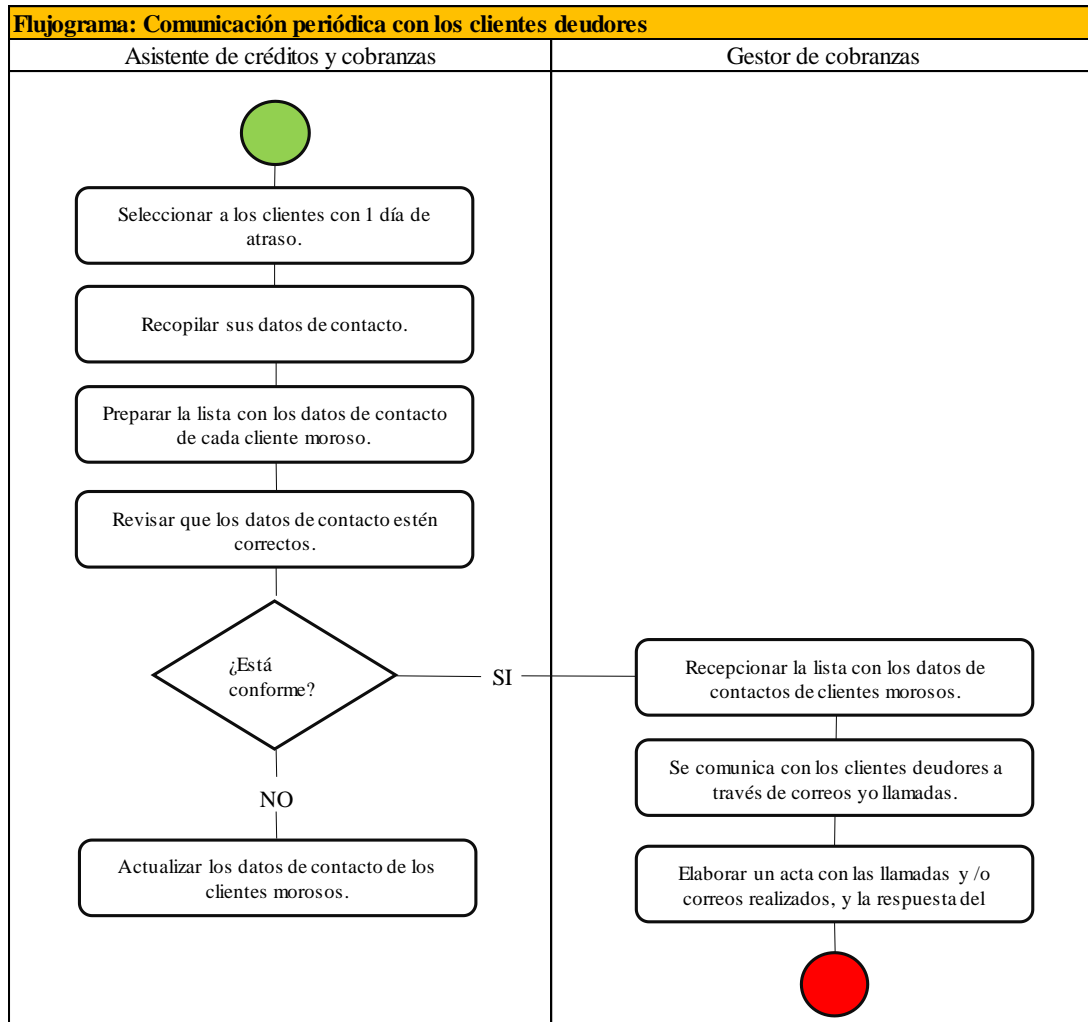 Flujograma: Comunicación periódica con los clientes deudores
Asistente de créditos y cobranzas
Gestor de cobranzas
Seleccionar a los clientes con 1 día de
atraso.
Recopilar sus datos de contacto.
Preparar la lista con los datos de contacto
de cada cliente moroso.
Revisar que los datos de contacto estén
correctos.
¿Está
conforme?
SI
Recepcionar la lista con los datos de
contactos de clientes morosos.
Se comunica con los clientes deudores a
través de correos yo llamadas.
NO
Actualizar los datos de contacto de los
clientes morosos.
Elaborar un acta con las llamadas y /o
correos realizados, y la respuesta del